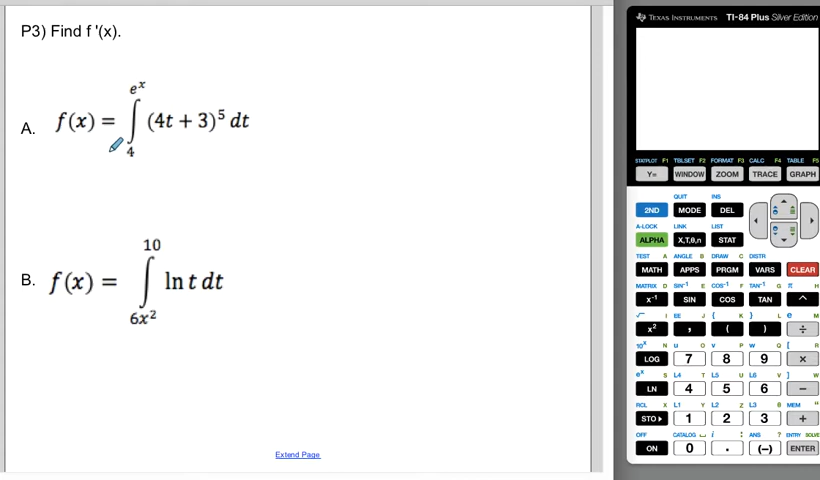 P3) Find f '(x).
A. f(x) = ∫₄^{eˣ} (4t + 3)⁵ dt
B. f(x) = ∫_{6x²}^{10} ln t dt
Extend Page
TEXAS INSTRUMENTS TI-84 Plus Silver Edition
STATPLOT F1 TBLSET F2 FORMAT F3 CALC F4 TABLE F5
Y= WINDOW ZOOM TRACE GRAPH
QUIT INS
2ND MODE DEL
A-LOCK LINK LIST
ALPHA X,T,θ,n STAT
TEST A ANGLE B DRAW C DISTR
MATH APPS PRGM VARS CLEAR
MATRIX D SIN⁻¹ E COS⁻¹ F TAN⁻¹ G π H
x⁻¹ SIN COS TAN ^
√ I EE J { K } L e M
x² , ( ) ÷
10ˣ N u O v P w Q [ R
LOG 7 8 9 ×
eˣ S L4 T L5 U L6 V ] W
LN 4 5 6 −
RCL X L1 Y L2 Z L3 θ MEM "
STO▶ 1 2 3 +
OFF CATALOG i : ANS ? ENTRY SOLVE
ON 0 . (−) ENTER